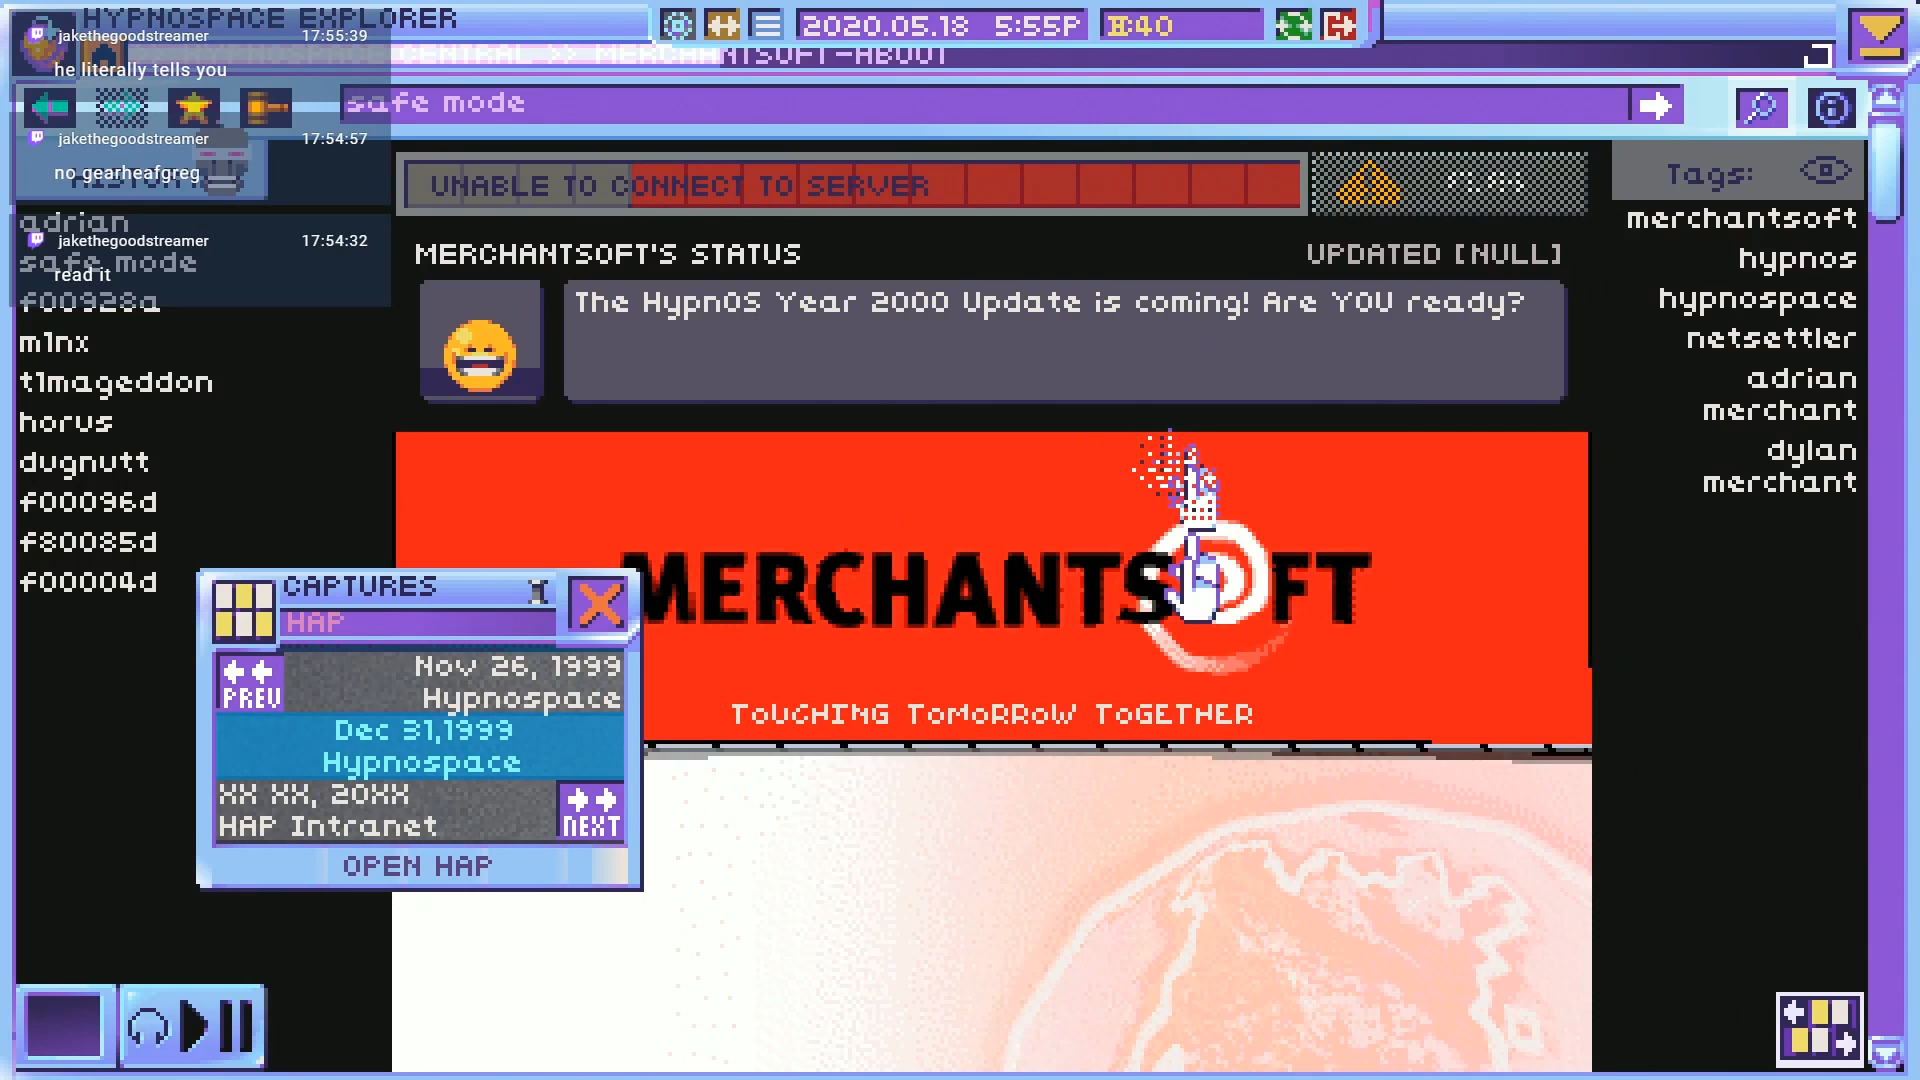 HYPNOSPACE EXPLORER
2020.05.18 5:55P
40
jakethegoodstreamer 17:55:39
he literally tells you
MERCHANTSOFT-ABOUT
safe mode
jakethegoodstreamer 17:54:57
no gearheafgreg
UNABLE TO CONNECT TO SERVER
Tags:
adrian
jakethegoodstreamer 17:54:32
safe mode
read it
f00928a
m1nx
t1mageddon
horus
dugnutt
f00096d
f80085d
f00004d
MERCHANTSOFT'S STATUS
UPDATED [NULL]
The HypnOS Year 2000 Update is coming! Are YOU ready?
merchantsoft
hypnos
hypnospace
netsettler
adrian
merchant
dylan
merchant
MERCHANTSOFT
TOUCHING TOMORROW TOGETHER
CAPTURES
HAP
PREV
Nov 26, 1999
Hypnospace
Dec 31,1999
Hypnospace
XX XX, 20XX
HAP Intranet
NEXT
OPEN HAP